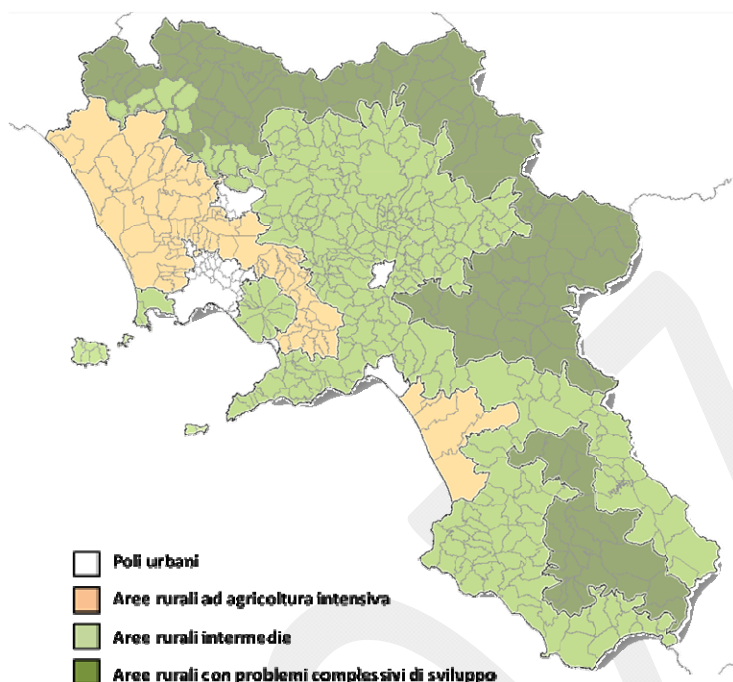 Poli urbani
Aree rurali ad agricoltura intensiva
Aree rurali intermedie
Aree rurali con problemi complessivi di sviluppo